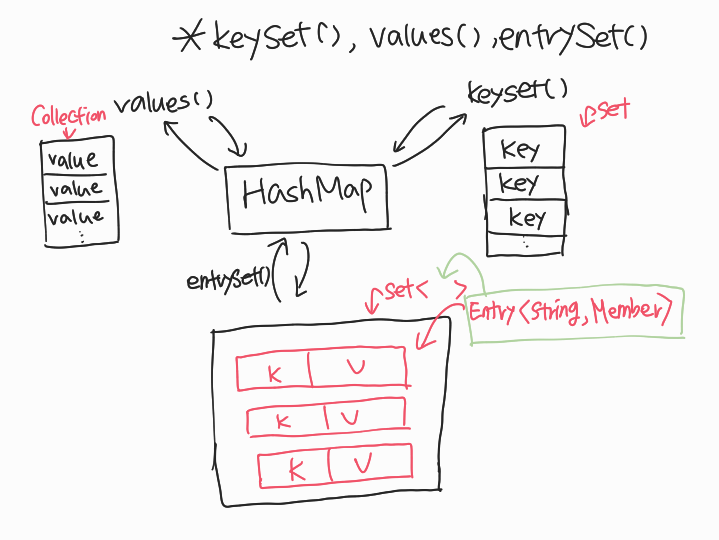 *keySet(), values(), entrySet()
Collection
values()
value
value
value
⋮
keyset()
set
key
key
key
⋮
HashMap
entrySet()
set< >
Entry<String, Member>
K V
K V
K V